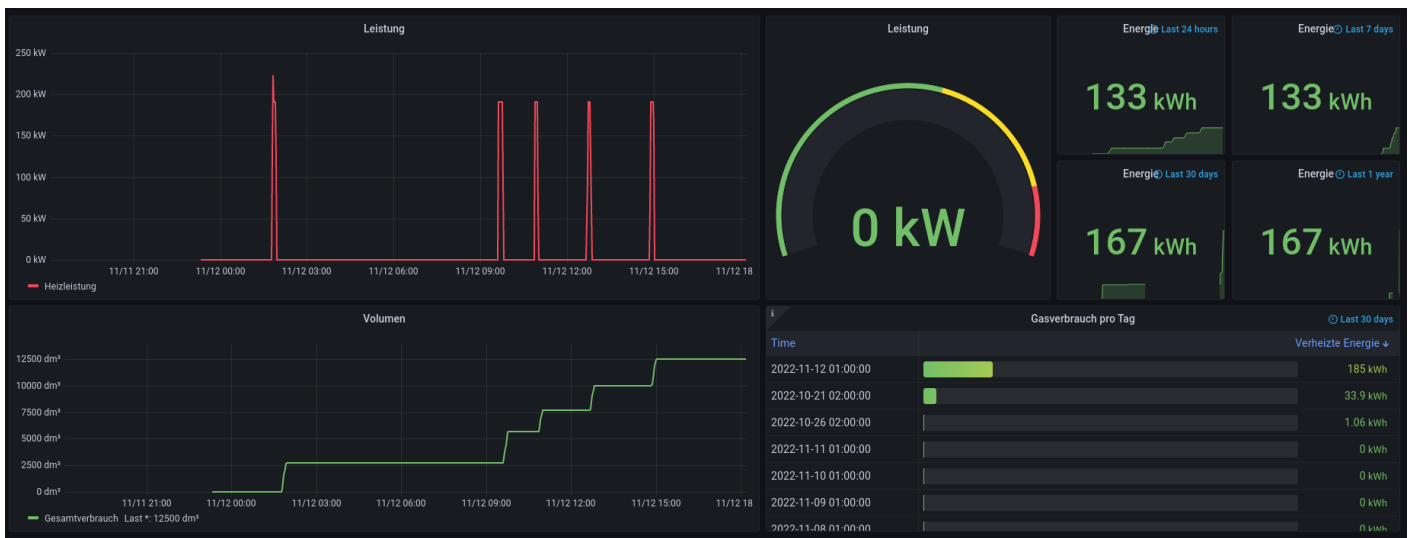 Leistung
250 kW
200 kW
150 kW
100 kW
50 kW
0 kW
11/11 21:00
11/12 00:00
11/12 03:00
11/12 06:00
11/12 09:00
11/12 12:00
11/12 15:00
11/12 18
Heizleistung
Leistung
0 kW
Energie Last 24 hours
133 kWh
Energie Last 7 days
133 kWh
Energie Last 30 days
167 kWh
Energie Last 1 year
167 kWh
Volumen
12500 dm³
10000 dm³
7500 dm³
5000 dm³
2500 dm³
0 dm³
11/11 21:00
11/12 00:00
11/12 03:00
11/12 06:00
11/12 09:00
11/12 12:00
11/12 15:00
11/12 18
Gesamtverbrauch Last *: 12500 dm³
i
Gasverbrauch pro Tag Last 30 days
Time Verheizte Energie ↓
2022-11-12 01:00:00 185 kWh
2022-10-21 02:00:00 33.9 kWh
2022-10-26 02:00:00 1.06 kWh
2022-11-11 01:00:00 0 kWh
2022-11-10 01:00:00 0 kWh
2022-11-09 01:00:00 0 kWh
2022-11-08 01:00:00 0 kWh